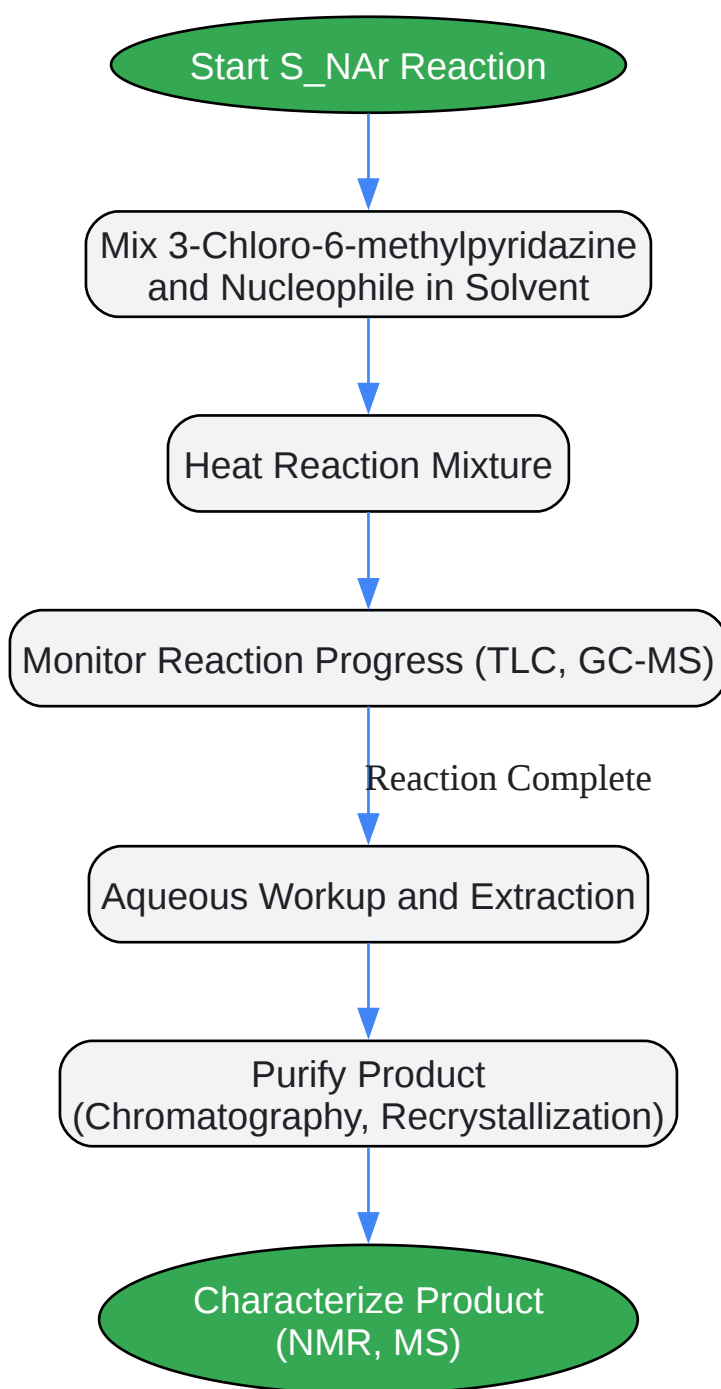 Start S_NAr Reaction
Mix 3-Chloro-6-methylpyridazine
and Nucleophile in Solvent
Heat Reaction Mixture
Monitor Reaction Progress (TLC, GC-MS)
Reaction Complete
Aqueous Workup and Extraction
Purify Product
(Chromatography, Recrystallization)
Characterize Product
(NMR, MS)